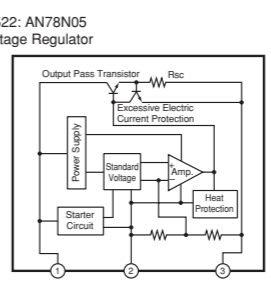 22: AN78N05
tage Regulator
Output Pass Transistor
Rsc
Excessive Electric
Current Protection
Power Supply
Standard
Voltage
+
Amp.
−
Heat
Protection
Starter
Circuit
1
2
3